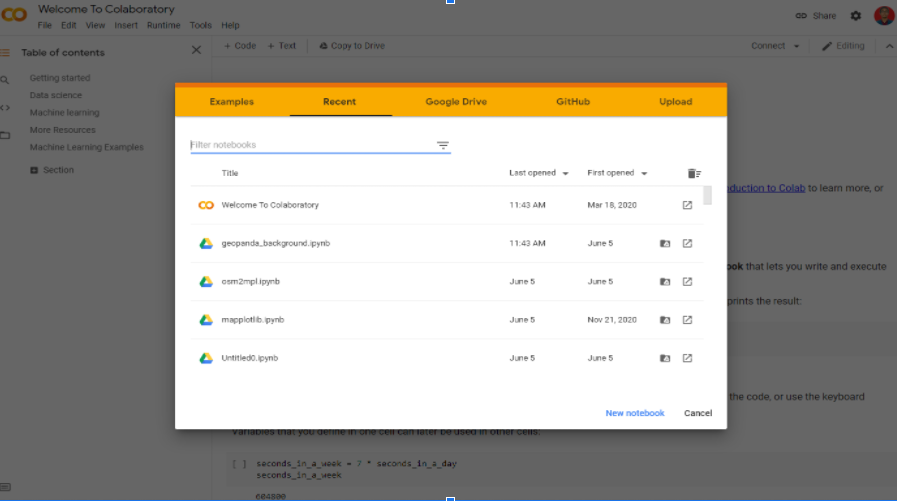 Welcome To Colaboratory
File Edit View Insert Runtime Tools Help
Share
Table of contents
+ Code + Text Copy to Drive
Connect Editing
Getting started
Data science
Machine learning
More Resources
Machine Learning Examples
Section
Examples Recent Google Drive GitHub Upload
Filter notebooks
Title Last opened First opened
Welcome To Colaboratory 11:43 AM Mar 18, 2020
geopanda_background.ipynb 11:43 AM June 5
osm2mpl.ipynb June 5 June 5
mapplotlib.ipynb June 5 Nov 21, 2020
Untitled0.ipynb June 5 June 5
New notebook Cancel
duction to Colab to learn more, or
ook that lets you write and execute
prints the result:
the code, or use the keyboard
Variables that you define in one cell can later be used in other cells:
[ ] seconds_in_a_week = 7 * seconds_in_a_day
seconds_in_a_week
604800